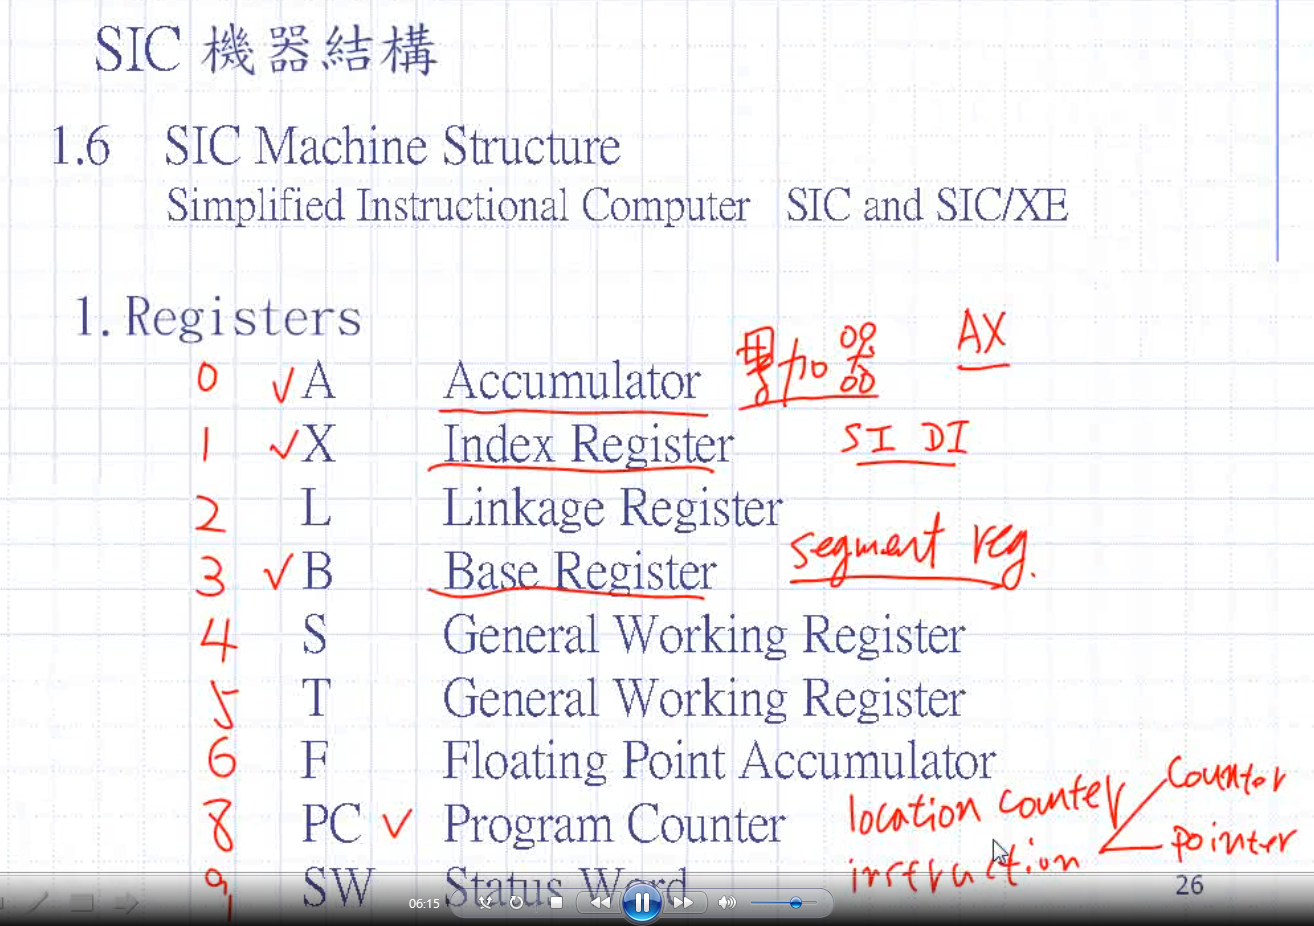 SIC 機器結構
1.6 SIC Machine Structure
Simplified Instructional Computer SIC and SIC/XE
1. Registers
0 ✓ A Accumulator 累加器 AX
1 ✓ X Index Register SI DI
2 L Linkage Register
3 ✓ B Base Register segment reg.
4 S General Working Register
5 T General Working Register
6 F Floating Point Accumulator
8 PC ✓ Program Counter location counter counter
instruction pointer
9 SW Status Word
26
06:15